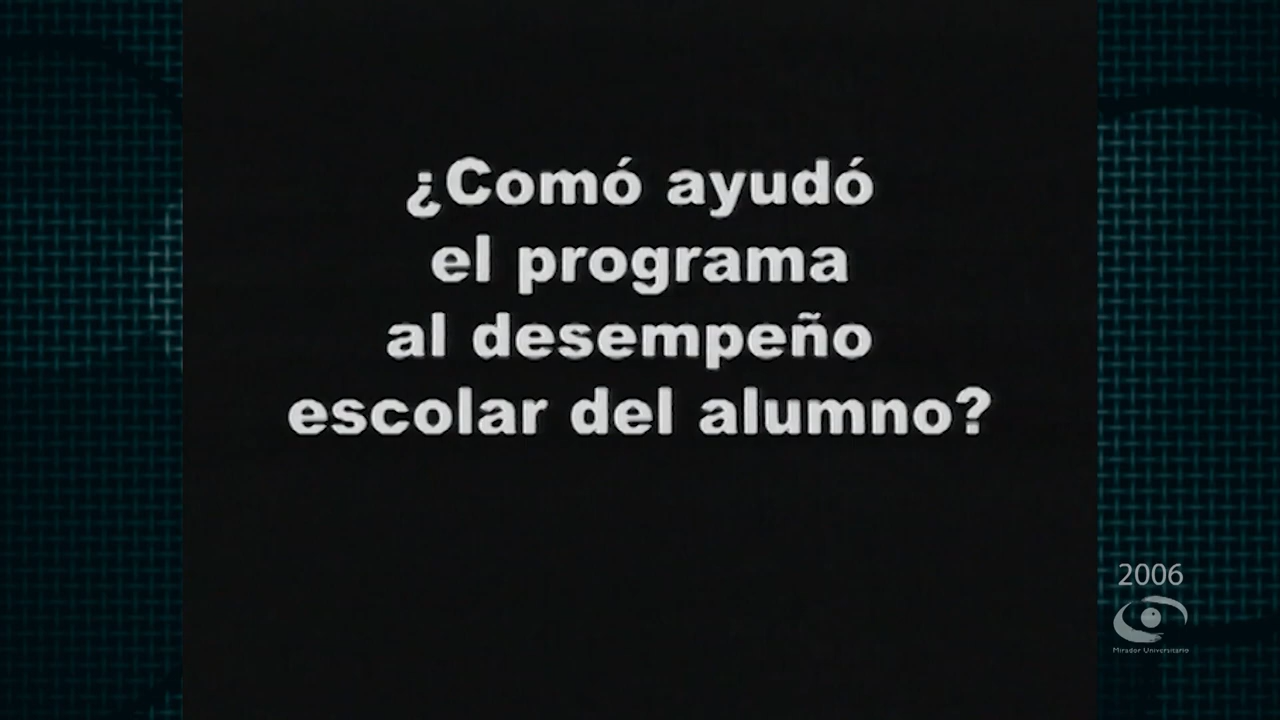 ¿Comó ayudó
el programa
al desempeño
escolar del alumno?
2006
Mirador Universitario